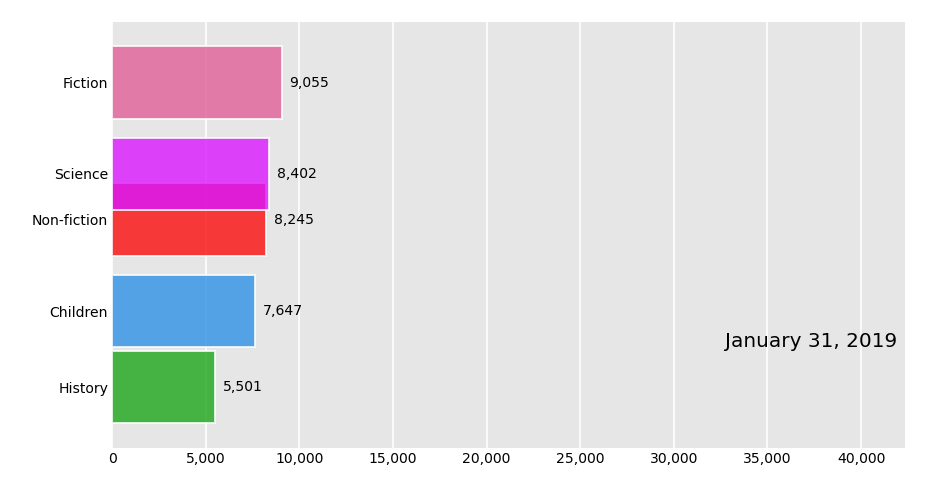 Fiction 9,055
Science 8,402
Non-fiction 8,245
Children 7,647
January 31, 2019
History 5,501
0 5,000 10,000 15,000 20,000 25,000 30,000 35,000 40,000